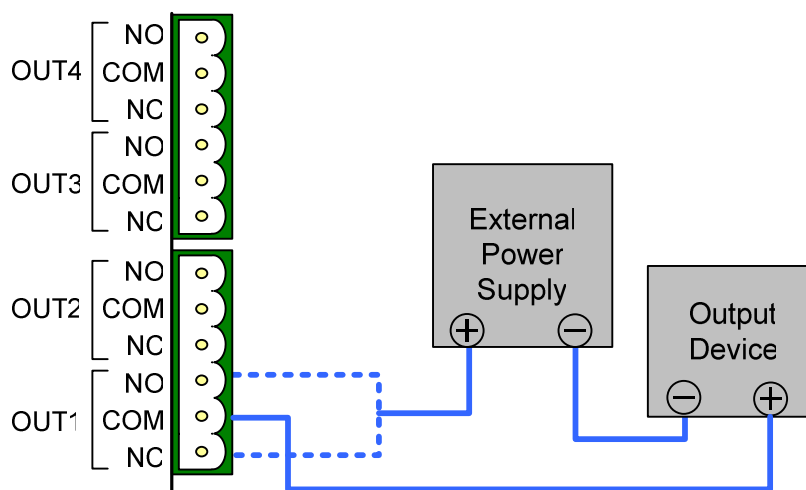 OUT4
NO
COM
NC
OUT3
NO
COM
NC
OUT2
NO
COM
NC
OUT1
NO
COM
NC
External
Power
Supply
+
−
Output
Device
−
+